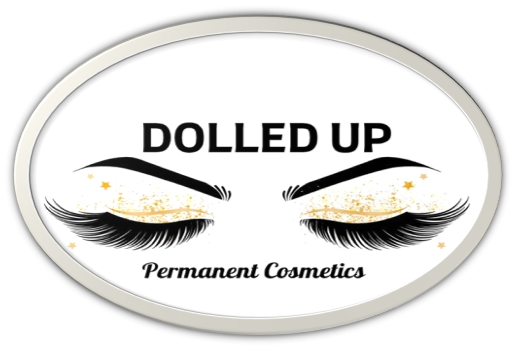 DOLLED UP
Permanent Cosmetics